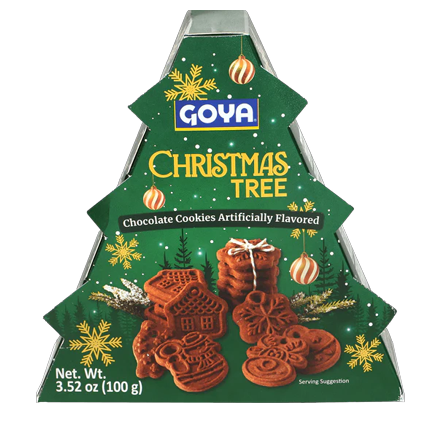 GOYA
CHRISTMAS
TREE
Chocolate Cookies Artificially Flavored
Net. Wt.
3.52 oz (100 g)
Serving Suggestion